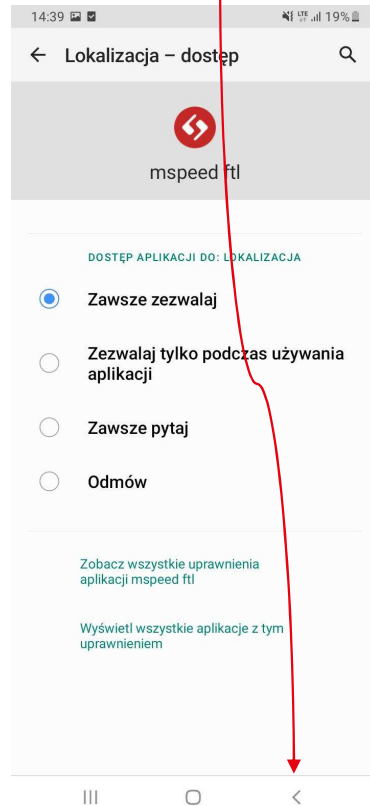 14:39 LTE 19%
Lokalizacja – dostęp
mspeed ftl
DOSTĘP APLIKACJI DO: LOKALIZACJA
Zawsze zezwalaj
Zezwalaj tylko podczas używania
aplikacji
Zawsze pytaj
Odmów
Zobacz wszystkie uprawnienia
aplikacji mspeed ftl
Wyświetl wszystkie aplikacje z tym
uprawnieniem